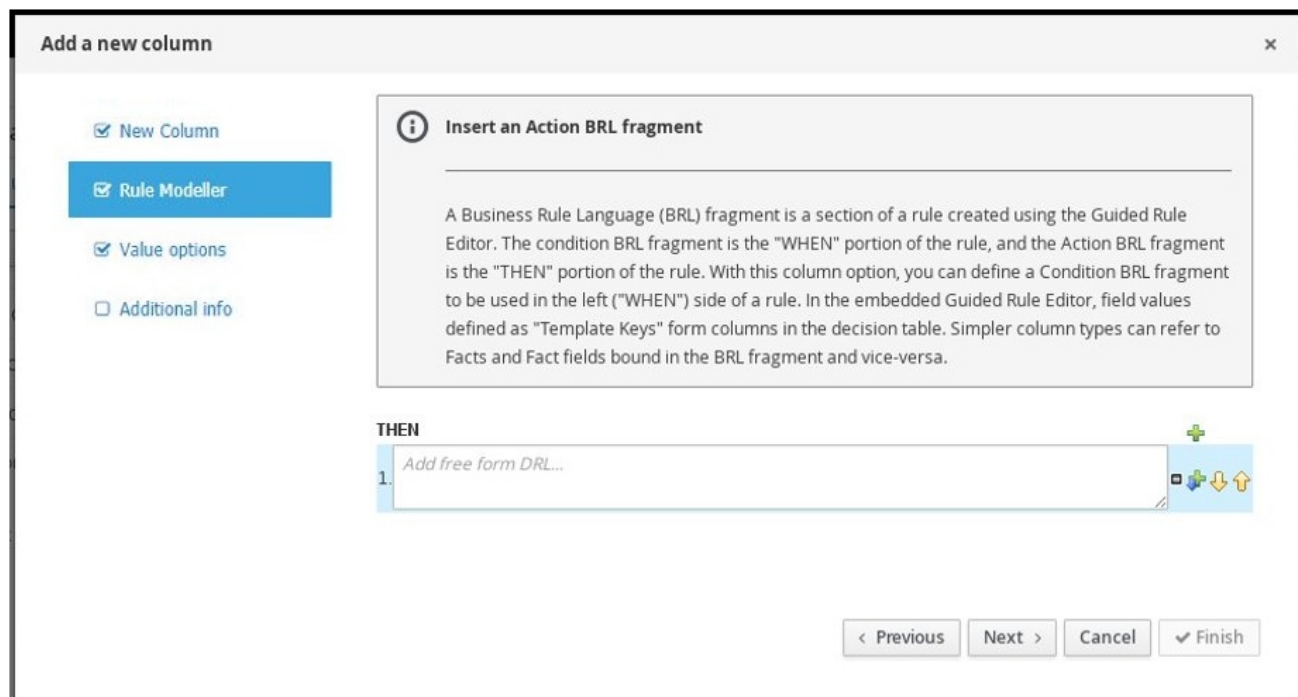 Add a new column ×
New Column
Rule Modeller
Value options
Additional info
Insert an Action BRL fragment
A Business Rule Language (BRL) fragment is a section of a rule created using the Guided Rule
Editor. The condition BRL fragment is the "WHEN" portion of the rule, and the Action BRL fragment
is the "THEN" portion of the rule. With this column option, you can define a Condition BRL fragment
to be used in the left ("WHEN") side of a rule. In the embedded Guided Rule Editor, field values
defined as "Template Keys" form columns in the decision table. Simpler column types can refer to
Facts and Fact fields bound in the BRL fragment and vice-versa.
THEN
1. Add free form DRL...
< Previous Next > Cancel Finish